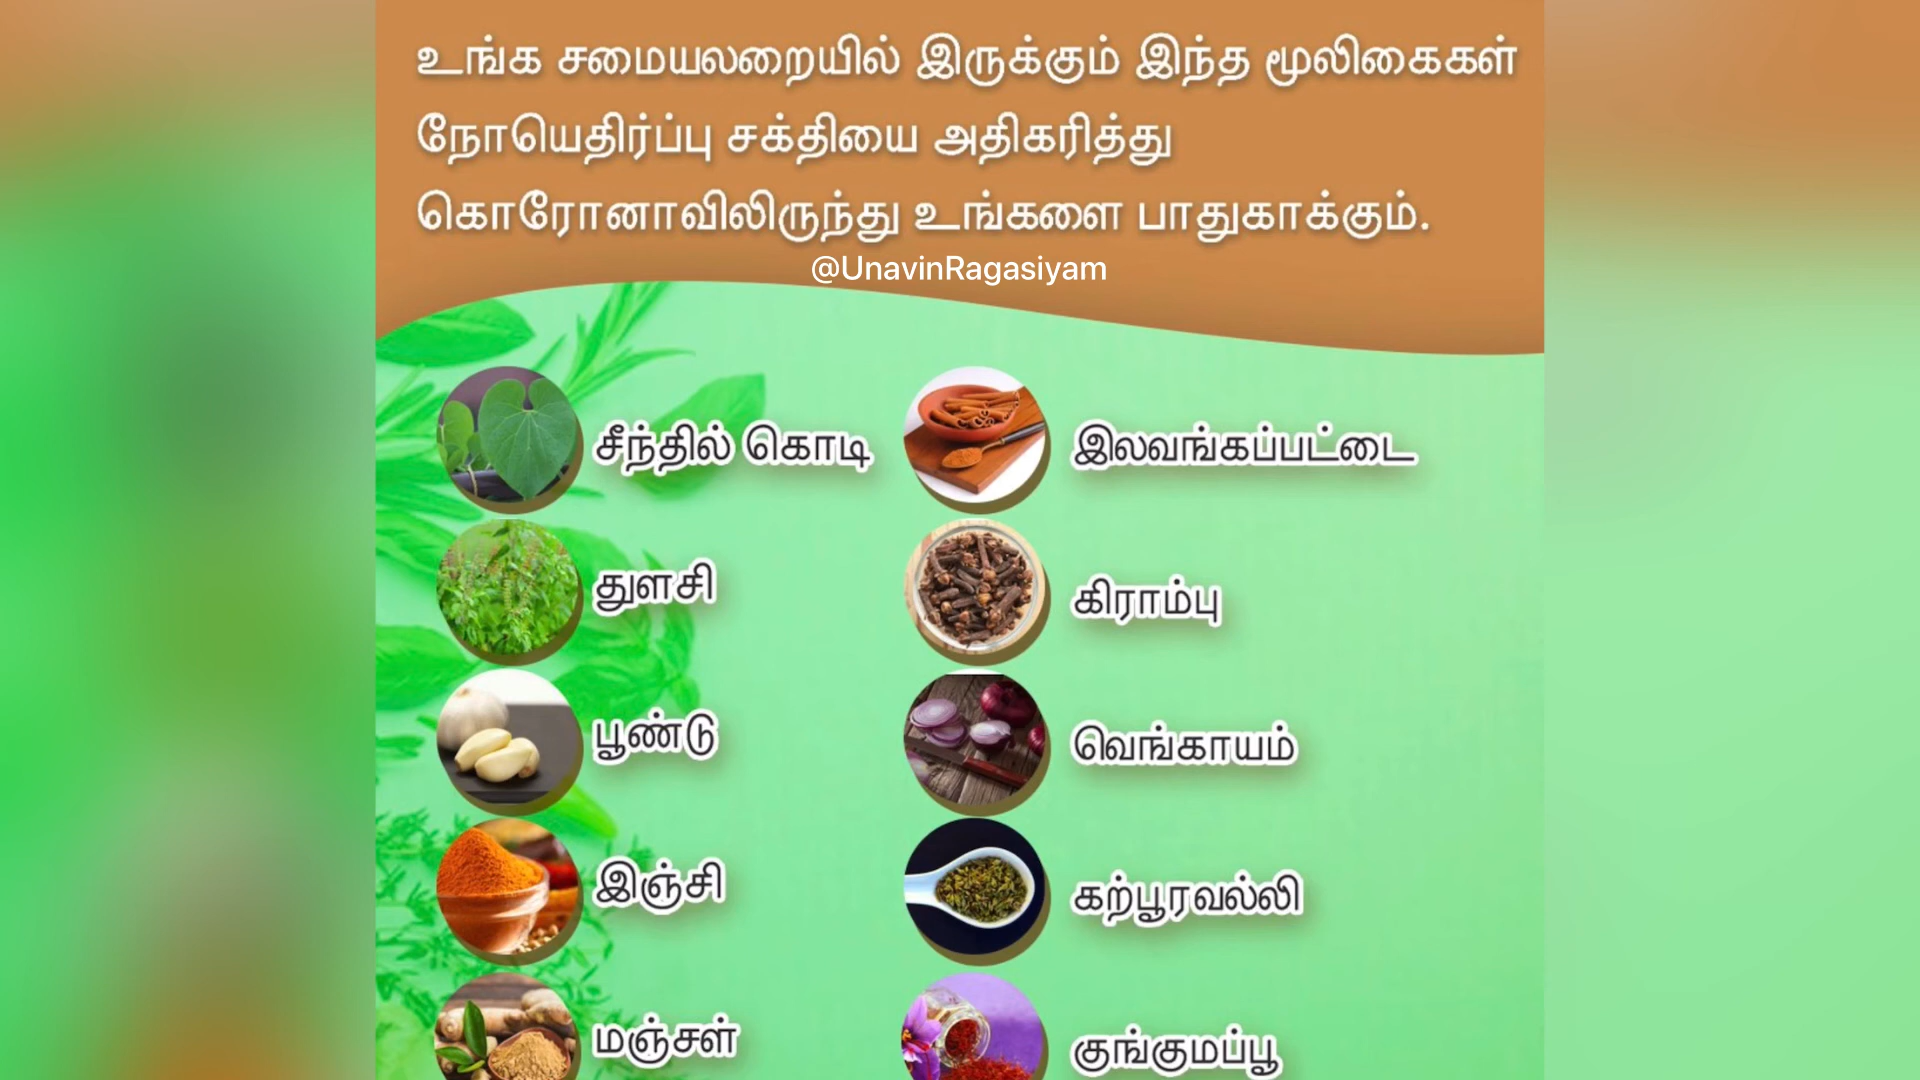 உங்க சமையலறையில் இருக்கும் இந்த மூலிகைகள்
நோயெதிர்ப்பு சக்தியை அதிகரித்து
கொரோனாவிலிருந்து உங்களை பாதுகாக்கும்.
@UnavinRagasiyam
சீந்தில் கொடி
இலவங்கப்பட்டை
துளசி
கிராம்பு
பூண்டு
வெங்காயம்
இஞ்சி
கற்பூரவல்லி
மஞ்சள்
குங்குமப்பூ